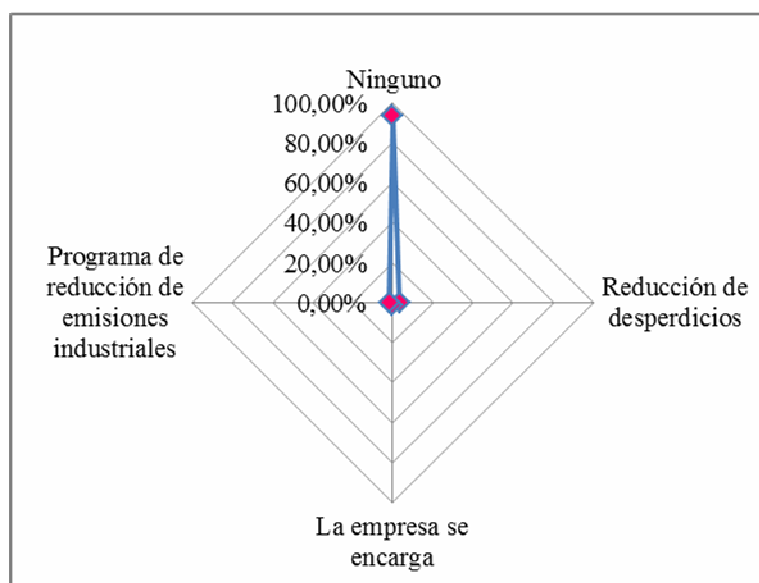 Ninguno
100,00%
80,00%
60,00%
40,00%
20,00%
0,00%
Programa de
reducción de
emisiones
industriales
Reducción de
desperdicios
La empresa se
encarga